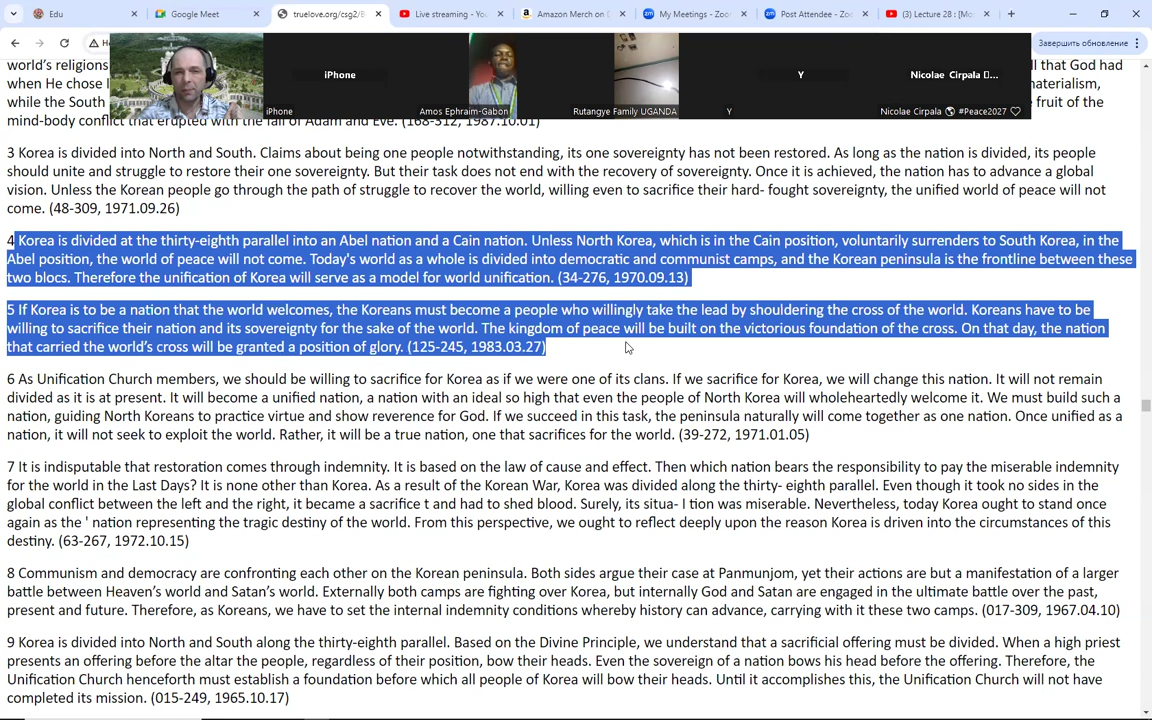 Edu
Google Meet
truelove.org/csg2/B
Live streaming - You
Amazon Merch on D
My Meetings - Zoom
Post Attendee - Zoo
(3) Lecture 28 : [Mo
Завершить обновление
world's religions
ll that God had
when He chose
naterialism,
while the South
fruit of the
mind-body conflict that erupted with the fall of Adam and Eve. (168-312, 1987.10.01)
iPhone
iPhone
Amos Ephraim-Gabon
Rutangye Family UGANDA
Y
Y
Nicolae Cirpala
Nicolae Cirpala 🌎 #Peace2027 ♡
3 Korea is divided into North and South. Claims about being one people notwithstanding, its one sovereignty has not been restored. As long as the nation is divided, its people
should unite and struggle to restore their one sovereignty. But their task does not end with the recovery of sovereignty. Once it is achieved, the nation has to advance a global
vision. Unless the Korean people go through the path of struggle to recover the world, willing even to sacrifice their hard- fought sovereignty, the unified world of peace will not
come. (48-309, 1971.09.26)
4 Korea is divided at the thirty-eighth parallel into an Abel nation and a Cain nation. Unless North Korea, which is in the Cain position, voluntarily surrenders to South Korea, in the
Abel position, the world of peace will not come. Today's world as a whole is divided into democratic and communist camps, and the Korean peninsula is the frontline between these
two blocs. Therefore the unification of Korea will serve as a model for world unification. (34-276, 1970.09.13)
5 If Korea is to be a nation that the world welcomes, the Koreans must become a people who willingly take the lead by shouldering the cross of the world. Koreans have to be
willing to sacrifice their nation and its sovereignty for the sake of the world. The kingdom of peace will be built on the victorious foundation of the cross. On that day, the nation
that carried the world's cross will be granted a position of glory. (125-245, 1983.03.27)
6 As Unification Church members, we should be willing to sacrifice for Korea as if we were one of its clans. If we sacrifice for Korea, we will change this nation. It will not remain
divided as it is at present. It will become a unified nation, a nation with an ideal so high that even the people of North Korea will wholeheartedly welcome it. We must build such a
nation, guiding North Koreans to practice virtue and show reverence for God. If we succeed in this task, the peninsula naturally will come together as one nation. Once unified as a
nation, it will not seek to exploit the world. Rather, it will be a true nation, one that sacrifices for the world. (39-272, 1971.01.05)
7 It is indisputable that restoration comes through indemnity. It is based on the law of cause and effect. Then which nation bears the responsibility to pay the miserable indemnity
for the world in the Last Days? It is none other than Korea. As a result of the Korean War, Korea was divided along the thirty- eighth parallel. Even though it took no sides in the
global conflict between the left and the right, it became a sacrifice t and had to shed blood. Surely, its situa- I tion was miserable. Nevertheless, today Korea ought to stand once
again as the ' nation representing the tragic destiny of the world. From this perspective, we ought to reflect deeply upon the reason Korea is driven into the circumstances of this
destiny. (63-267, 1972.10.15)
8 Communism and democracy are confronting each other on the Korean peninsula. Both sides argue their case at Panmunjom, yet their actions are but a manifestation of a larger
battle between Heaven's world and Satan's world. Externally both camps are fighting over Korea, but internally God and Satan are engaged in the ultimate battle over the past,
present and future. Therefore, as Koreans, we have to set the internal indemnity conditions whereby history can advance, carrying with it these two camps. (017-309, 1967.04.10)
9 Korea is divided into North and South along the thirty-eighth parallel. Based on the Divine Principle, we understand that a sacrificial offering must be divided. When a high priest
presents an offering before the altar the people, regardless of their position, bow their heads. Even the sovereign of a nation bows his head before the offering. Therefore, the
Unification Church henceforth must establish a foundation before which all people of Korea will bow their heads. Until it accomplishes this, the Unification Church will not have
completed its mission. (015-249, 1965.10.17)